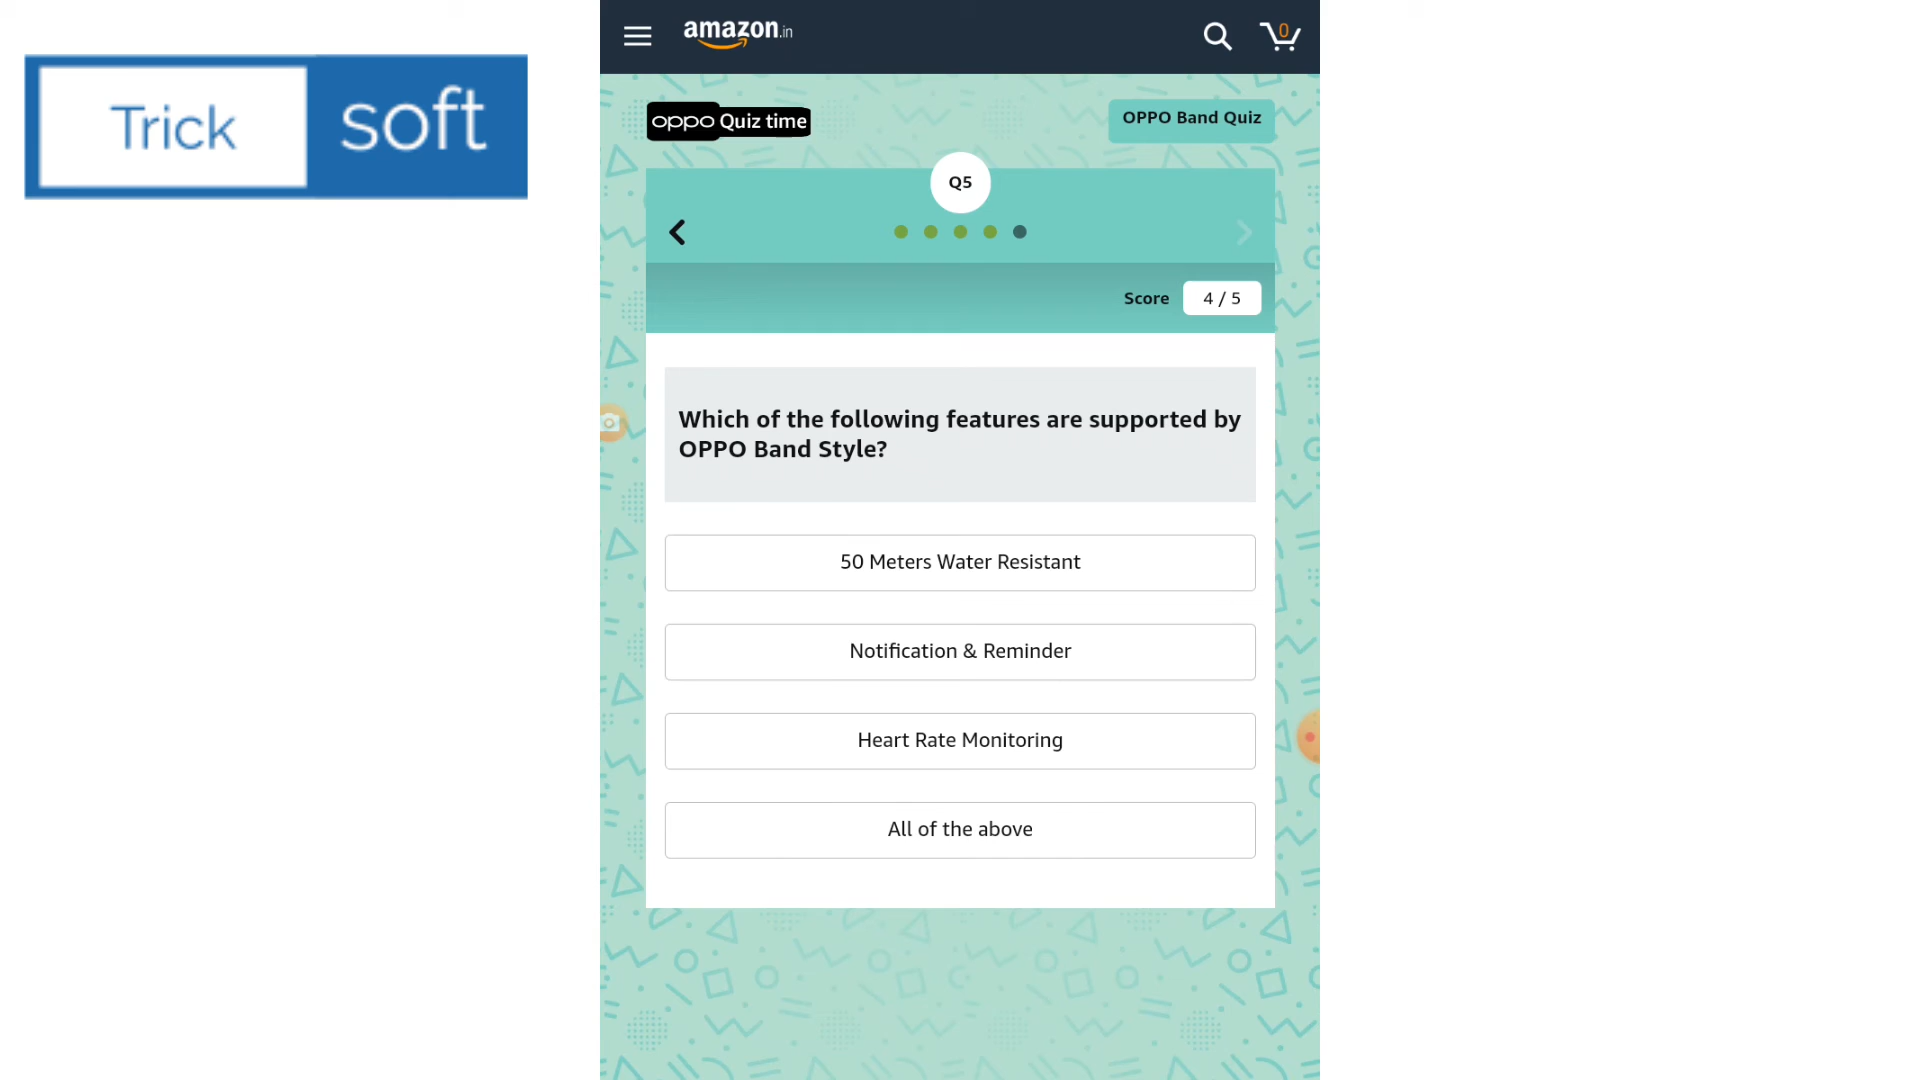 Trick soft
amazon.in
0
oppo Quiz time
OPPO Band Quiz
Q5
Score 4 / 5
Which of the following features are supported by
OPPO Band Style?
50 Meters Water Resistant
Notification & Reminder
Heart Rate Monitoring
All of the above